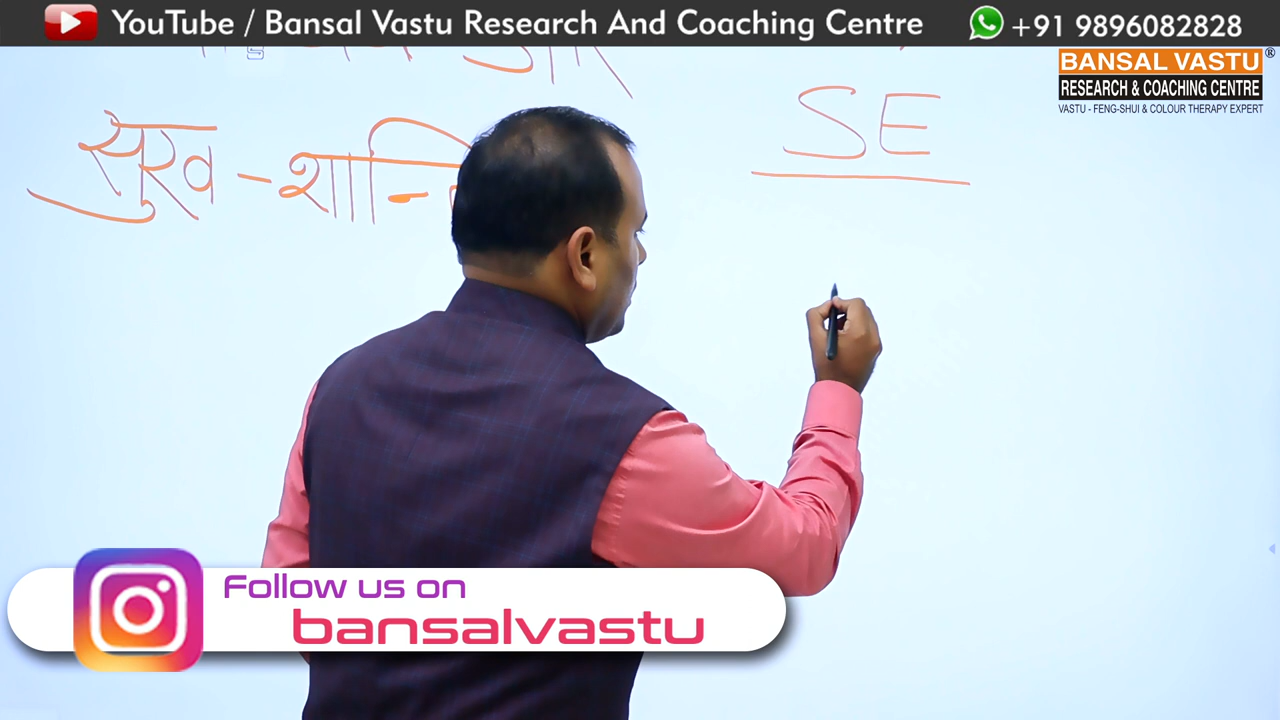 YouTube / Bansal Vastu Research And Coaching Centre
+91 9896082828
BANSAL VASTU®
RESEARCH & COACHING CENTRE
VASTU - FENG-SHUI & COLOUR THERAPY EXPERT
और
SE
सुख - शान्ति
Follow us on
bansalvastu